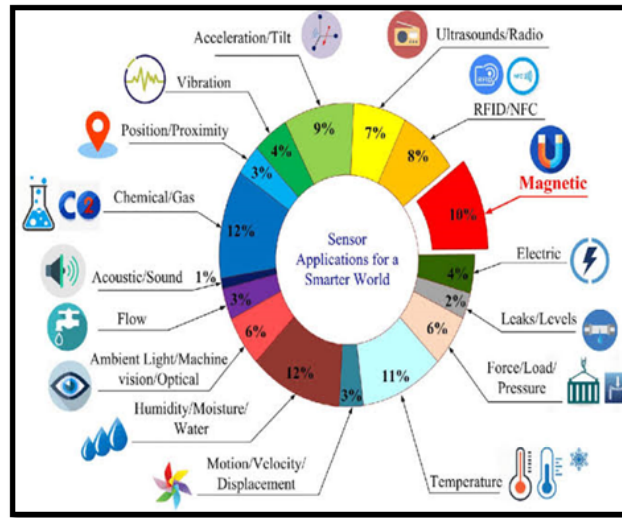 Acceleration/Tilt
9%
Ultrasounds/Radio
7%
RFID/NFC
8%
Magnetic
10%
Electric
4%
Leaks/Levels
2%
Force/Load/
Pressure
6%
Temperature
11%
Motion/Velocity/
Displacement
3%
Humidity/Moisture/
Water
12%
Ambient Light/Machine
vision/Optical
6%
Flow
3%
Acoustic/Sound
1%
Chemical/Gas
CO2
12%
Position/Proximity
3%
Vibration
4%
Sensor
Applications for a
Smarter World